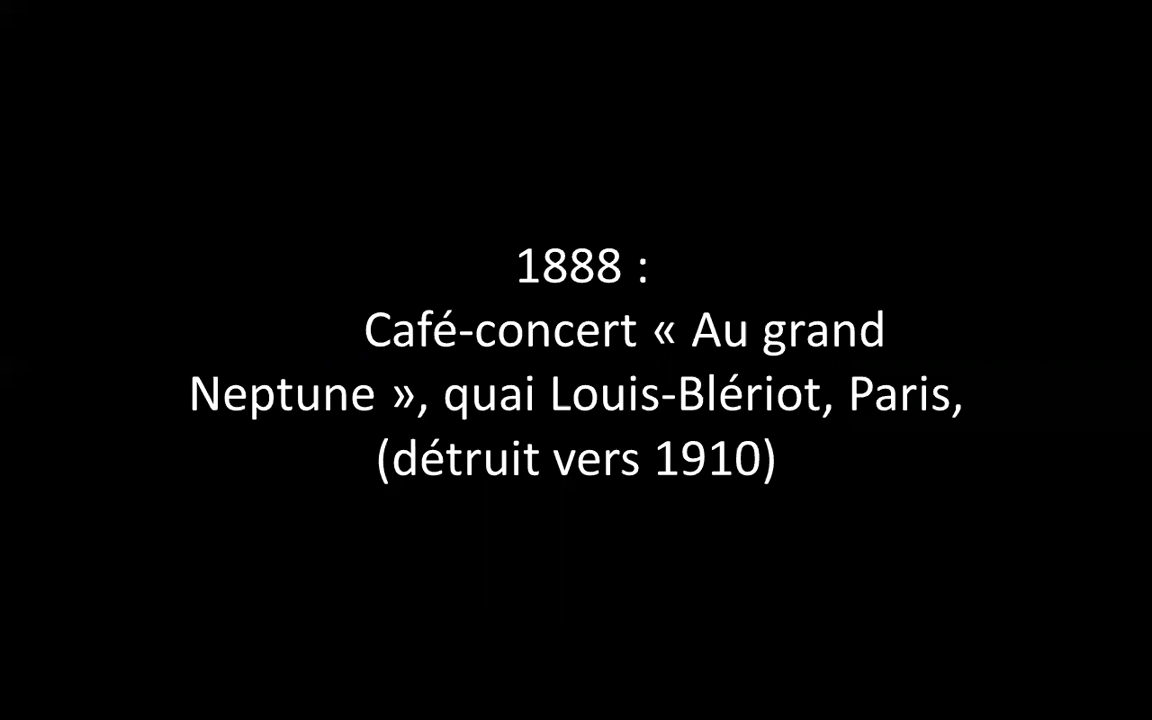 1888 :
Café-concert « Au grand
Neptune », quai Louis-Blériot, Paris,
(détruit vers 1910)